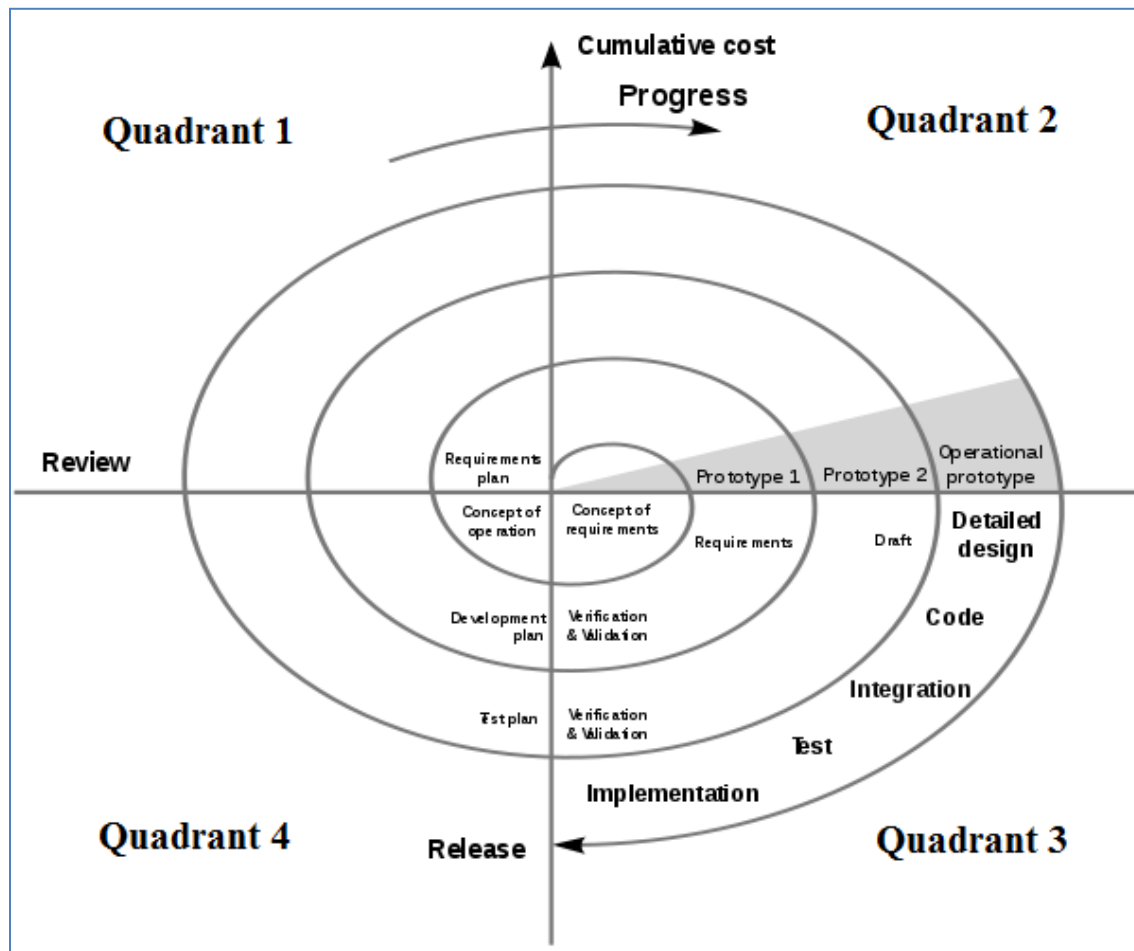 Cumulative cost
Progress
Quadrant 1
Quadrant 2
Review
Requirements
plan
Prototype 1
Prototype 2
Operational
prototype
Concept of
operation
Concept of
requirements
Requirements
Draft
Detailed
design
Development
plan
Verification
& Validation
Code
Integration
Test plan
Verification
& Validation
Test
Implementation
Quadrant 4
Release
Quadrant 3